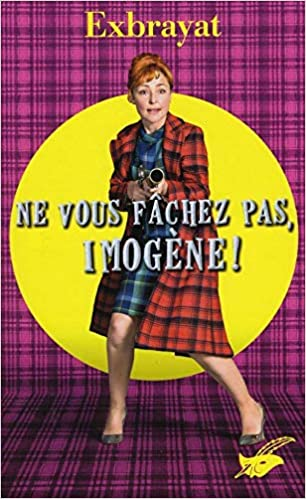 Exbrayat
NE VOUS FÂCHEZ PAS,
IMOGÈNE!